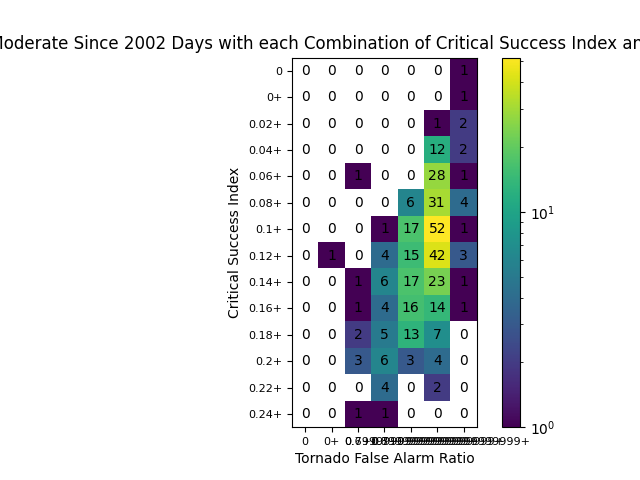 Moderate Since 2002 Days with each Combination of Critical Success Index an
0 0 0 0 0 0 0 1
0+ 0 0 0 0 0 0 1
0.02+ 0 0 0 0 0 1 2
0.04+ 0 0 0 0 0 12 2
0.06+ 0 0 1 0 0 28 1
0.08+ 0 0 0 0 6 31 4
0.1+ 0 0 0 1 17 52 1
0.12+ 0 1 0 4 15 42 3
0.14+ 0 0 1 6 17 23 1
0.16+ 0 0 1 4 16 14 1
0.18+ 0 0 2 5 13 7 0
0.2+ 0 0 3 6 3 4 0
0.22+ 0 0 0 4 0 2 0
0.24+ 0 0 1 1 0 0 0
0 0+
Tornado False Alarm Ratio
Critical Success Index
10¹
10⁰